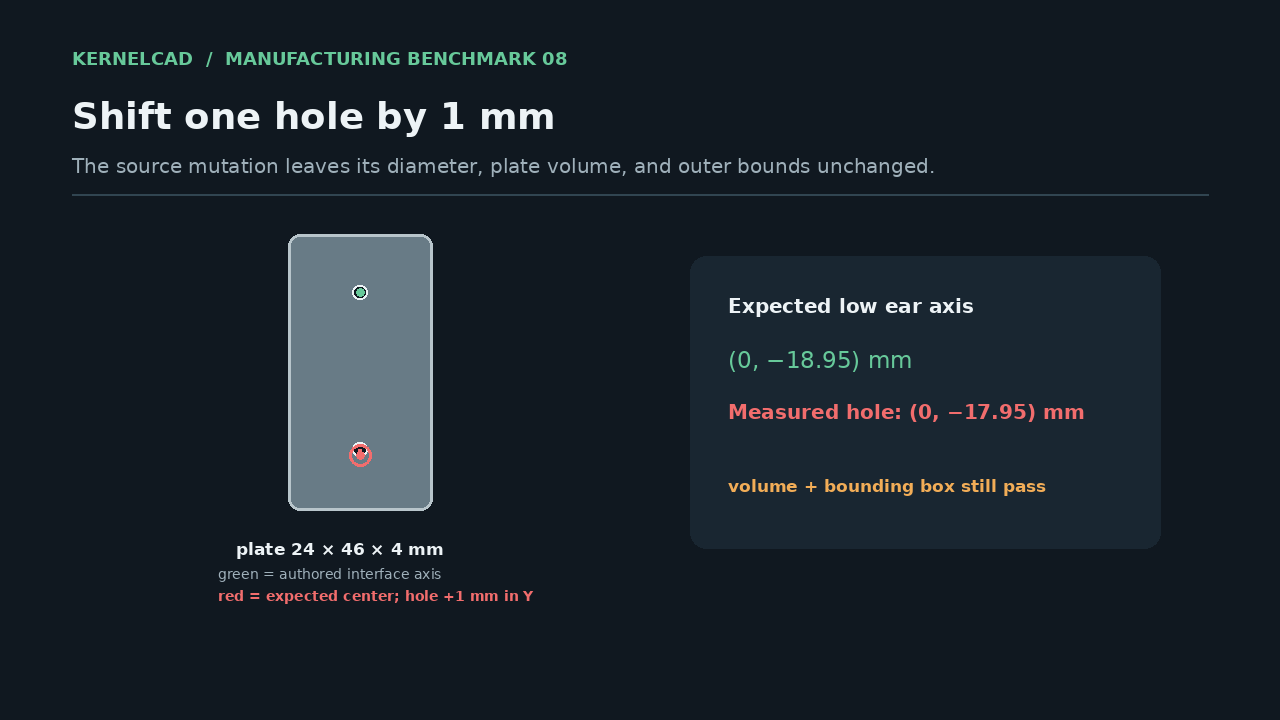 KERNELCAD / MANUFACTURING BENCHMARK 08
Shift one hole by 1 mm
The source mutation leaves its diameter, plate volume, and outer bounds unchanged.
Expected low ear axis
(0, −18.95) mm
Measured hole: (0, −17.95) mm
volume + bounding box still pass
plate 24 × 46 × 4 mm
green = authored interface axis
red = expected center; hole +1 mm in Y